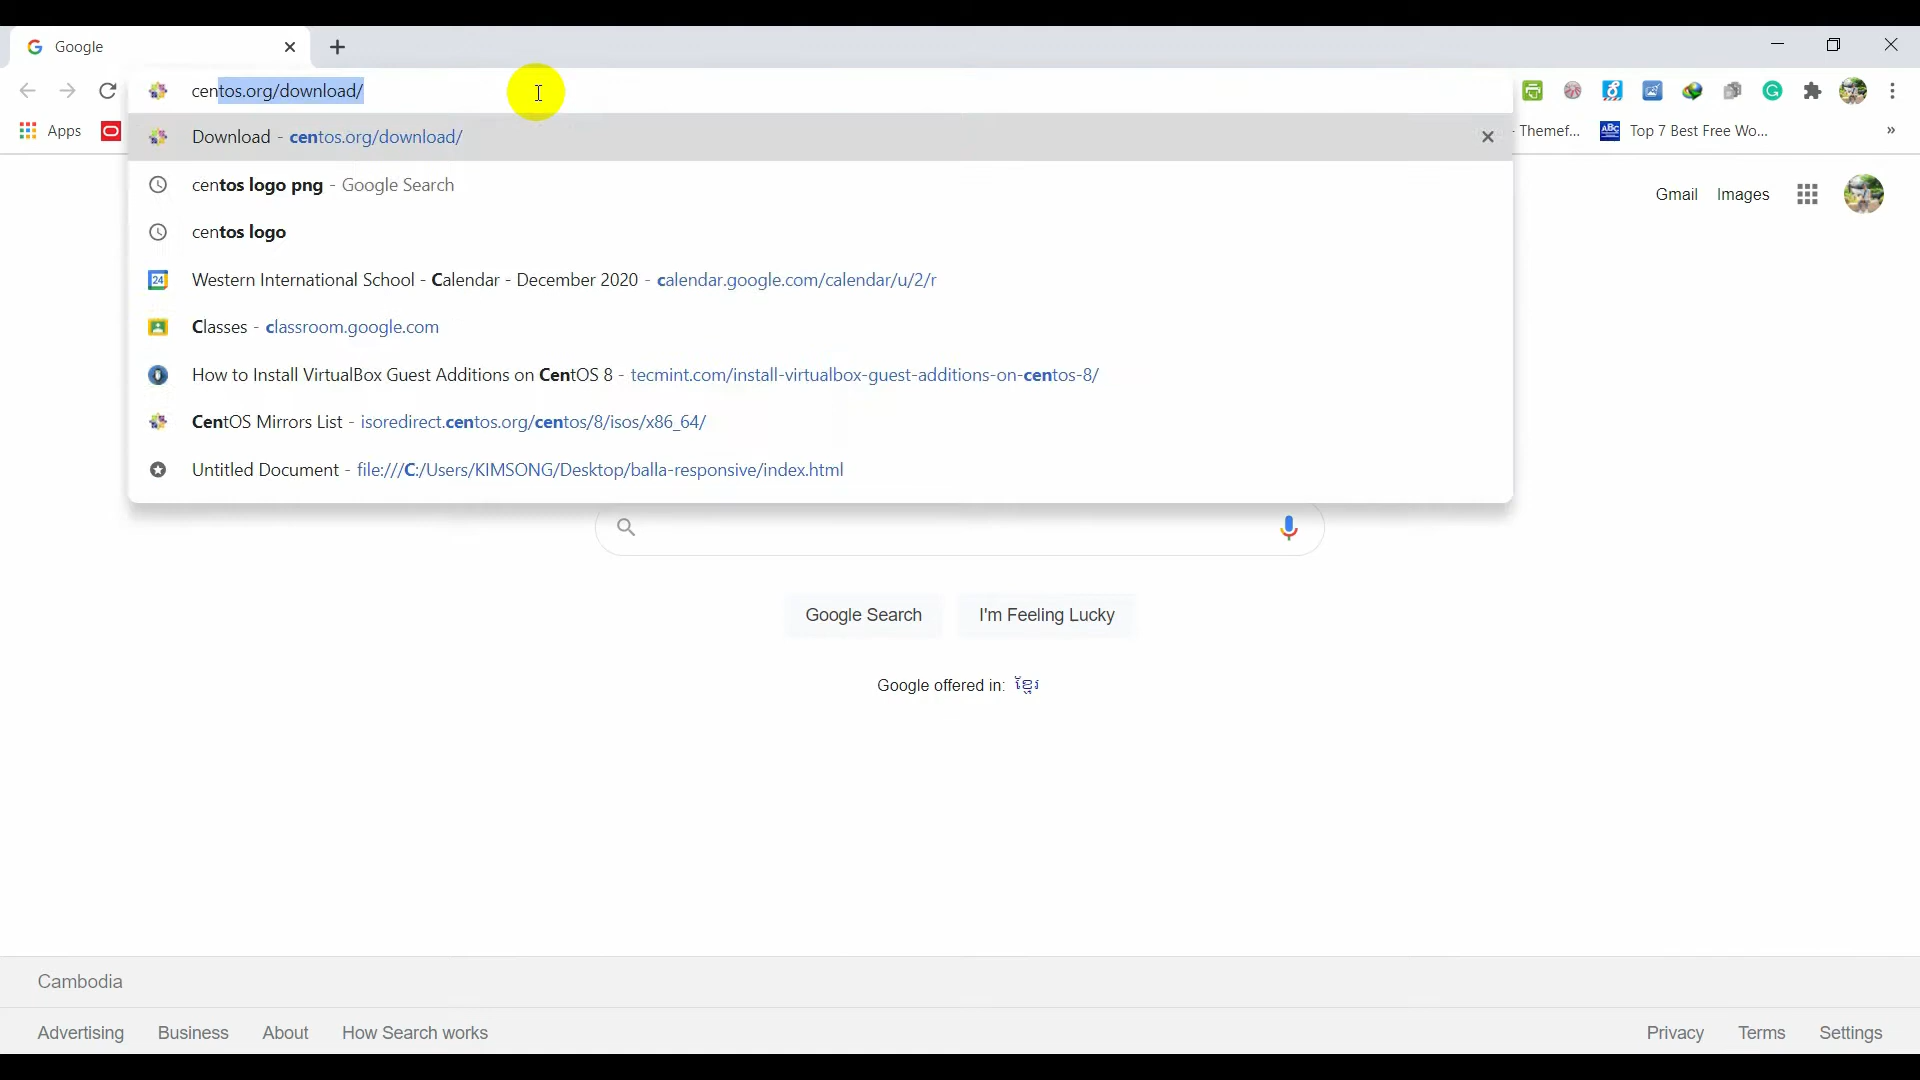 Google
centos.org/download/
Apps
Themef...
ABC
Top 7 Best Free Wo...
»
Download - centos.org/download/
centos logo png - Google Search
centos logo
24
Western International School - Calendar - December 2020 - calendar.google.com/calendar/u/2/r
Classes - classroom.google.com
How to Install VirtualBox Guest Additions on CentOS 8 - tecmint.com/install-virtualbox-guest-additions-on-centos-8/
CentOS Mirrors List - isoredirect.centos.org/centos/8/isos/x86_64/
Untitled Document - file:///C:/Users/KIMSONG/Desktop/balla-responsive/index.html
Gmail Images
Google Search I'm Feeling Lucky
Google offered in: ខ្មែរ
Cambodia
Advertising Business About How Search works Privacy Terms Settings